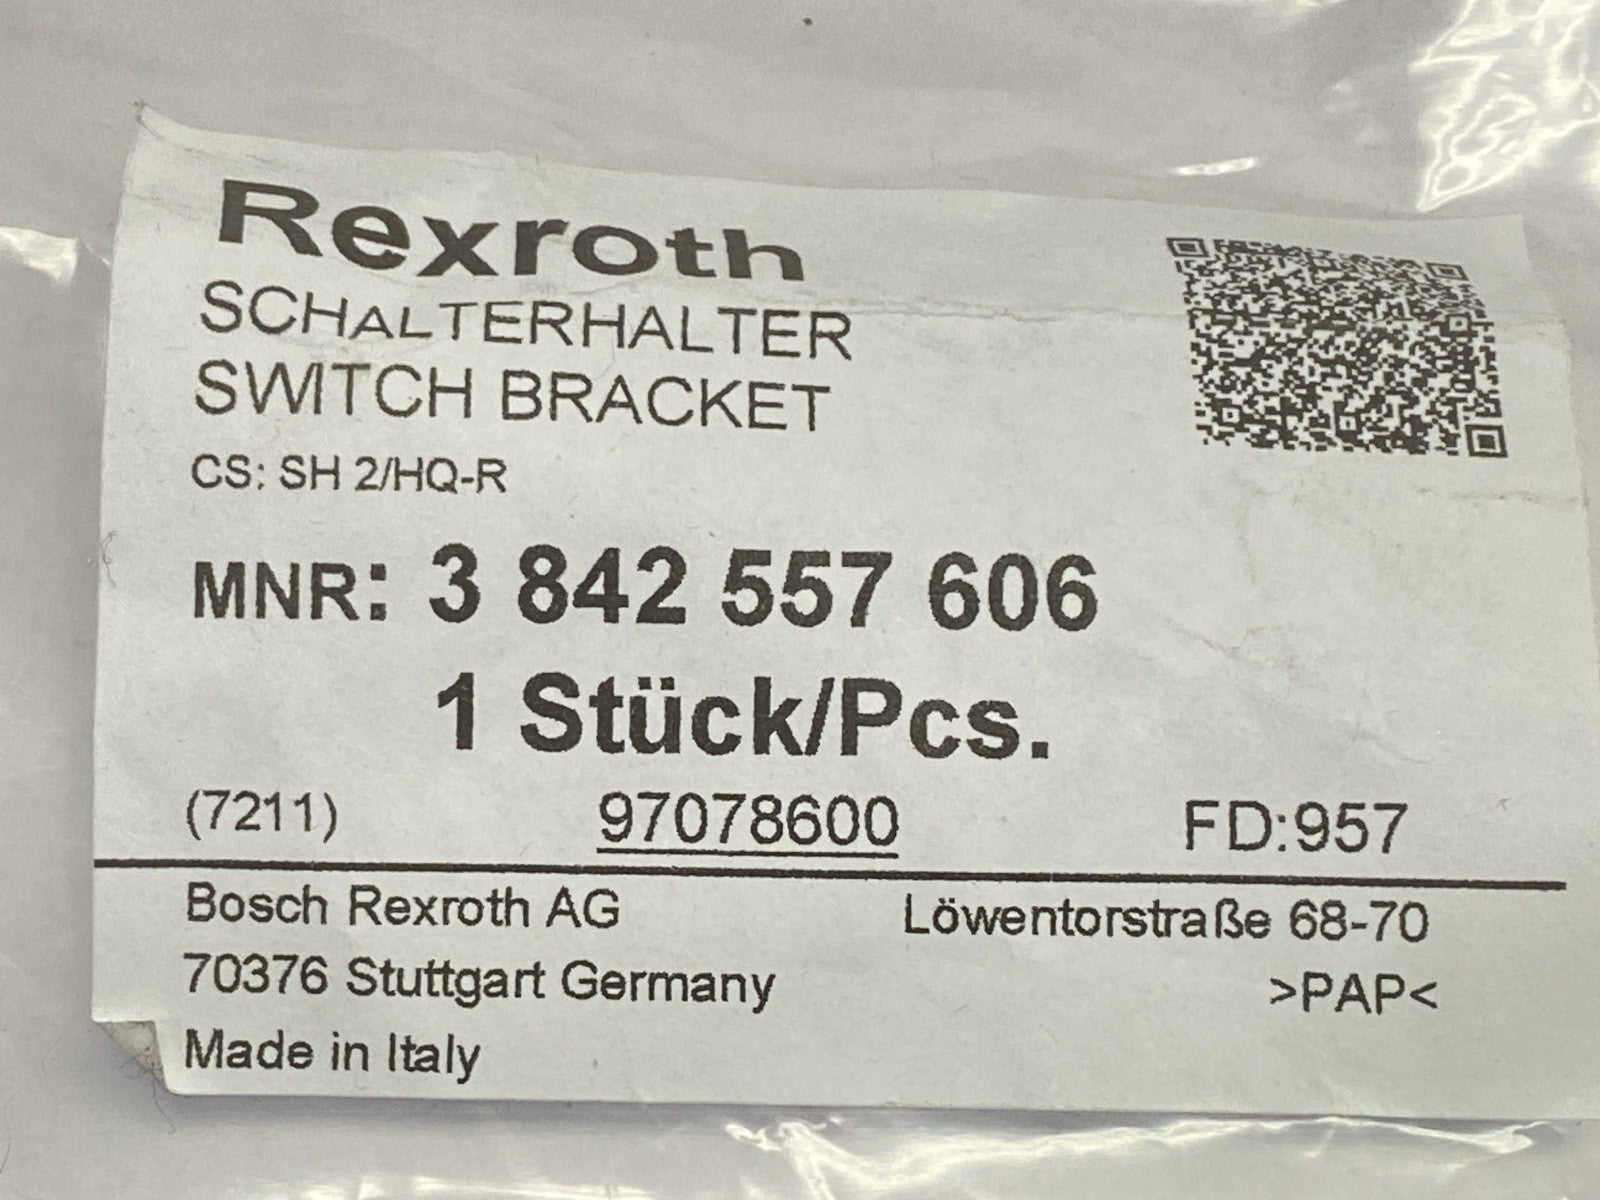 Rexroth
SCHALTERHALTER
SWITCH BRACKET
CS: SH 2/HQ-R
MNR: 3 842 557 606
1 Stück/Pcs.
(7211) 97078600 FD:957
Bosch Rexroth AG Löwentorstraße 68-70
70376 Stuttgart Germany >PAP<
Made in Italy